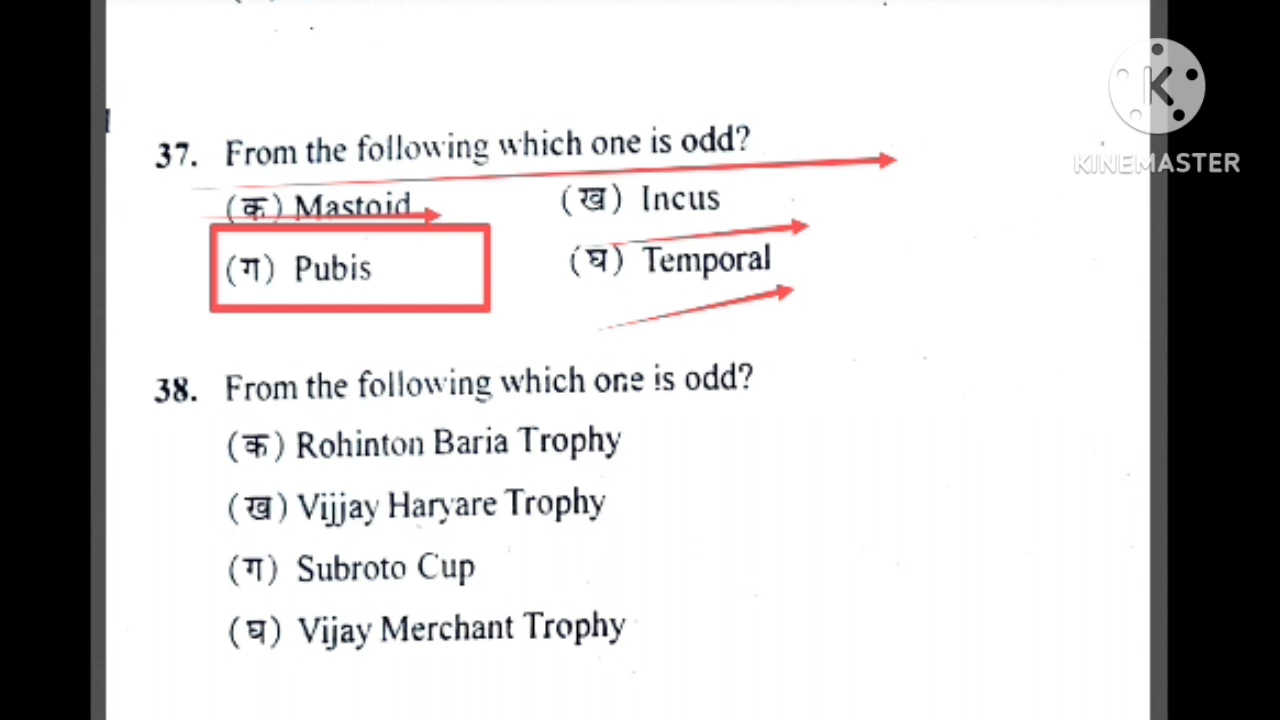 37. From the following which one is odd?
(क) Mastoid (ख) Incus
(ग) Pubis (घ) Temporal
38. From the following which one is odd?
(क) Rohinton Baria Trophy
(ख) Vijjay Haryare Trophy
(ग) Subroto Cup
(घ) Vijay Merchant Trophy
K
KINEMASTER